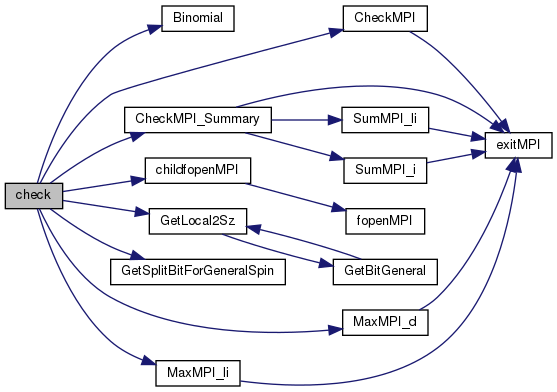 Binomial
CheckMPI
CheckMPI_Summary
SumMPI_li
exitMPI
childfopenMPI
SumMPI_i
check
GetLocal2Sz
fopenMPI
GetSplitBitForGeneralSpin
GetBitGeneral
MaxMPI_d
MaxMPI_li